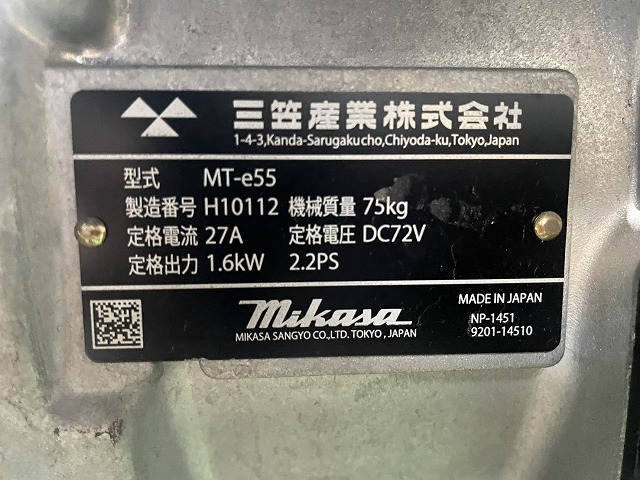 三笠産業株式会社
1-4-3,Kanda-Sarugakucho,Chiyoda-ku,Tokyo,Japan
型式 MT-e55
製造番号 H10112 機械質量 75kg
定格電流 27A 定格電圧 DC72V
定格出力 1.6kW 2.2PS
mikasa
MADE IN JAPAN
MIKASA SANGYO CO.,LTD. TOKYO , JAPAN
NP-1451
9201-14510